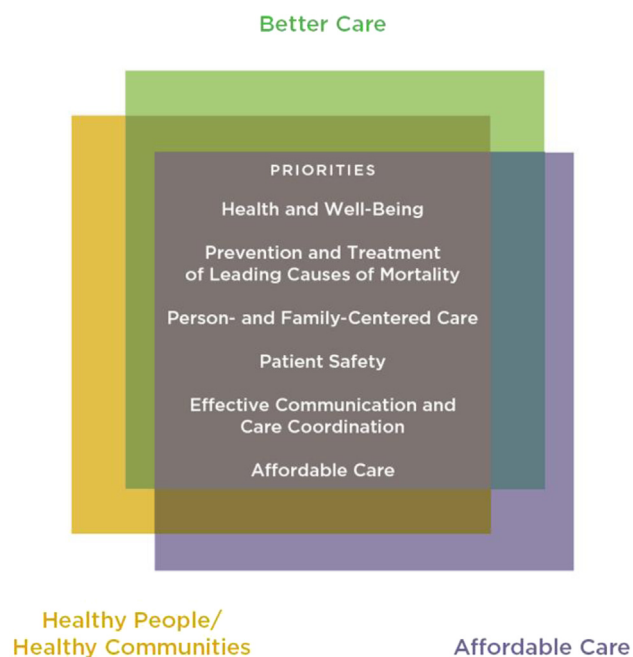 Better Care
PRIORITIES
Health and Well-Being
Prevention and Treatment
of Leading Causes of Mortality
Person- and Family-Centered Care
Patient Safety
Effective Communication and
Care Coordination
Affordable Care
Healthy People/
Healthy Communities
Affordable Care